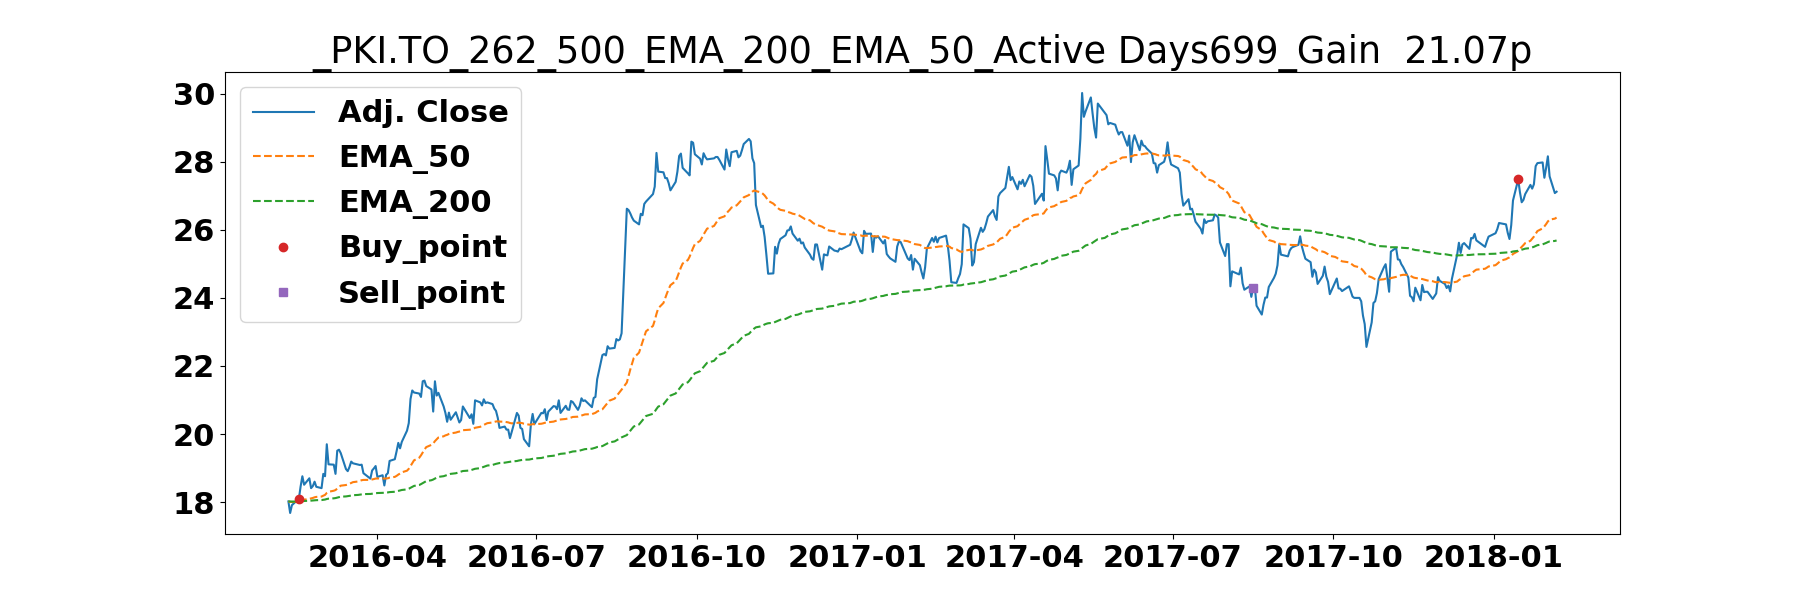 _PKI.TO_262_500_EMA_200_EMA_50_Active Days699_Gain  21.07p
30
28
26
24
22
20
18
Adj. Close
EMA_50
EMA_200
Buy_point
Sell_point
2016-04 2016-07 2016-10 2017-01 2017-04 2017-07 2017-10 2018-01